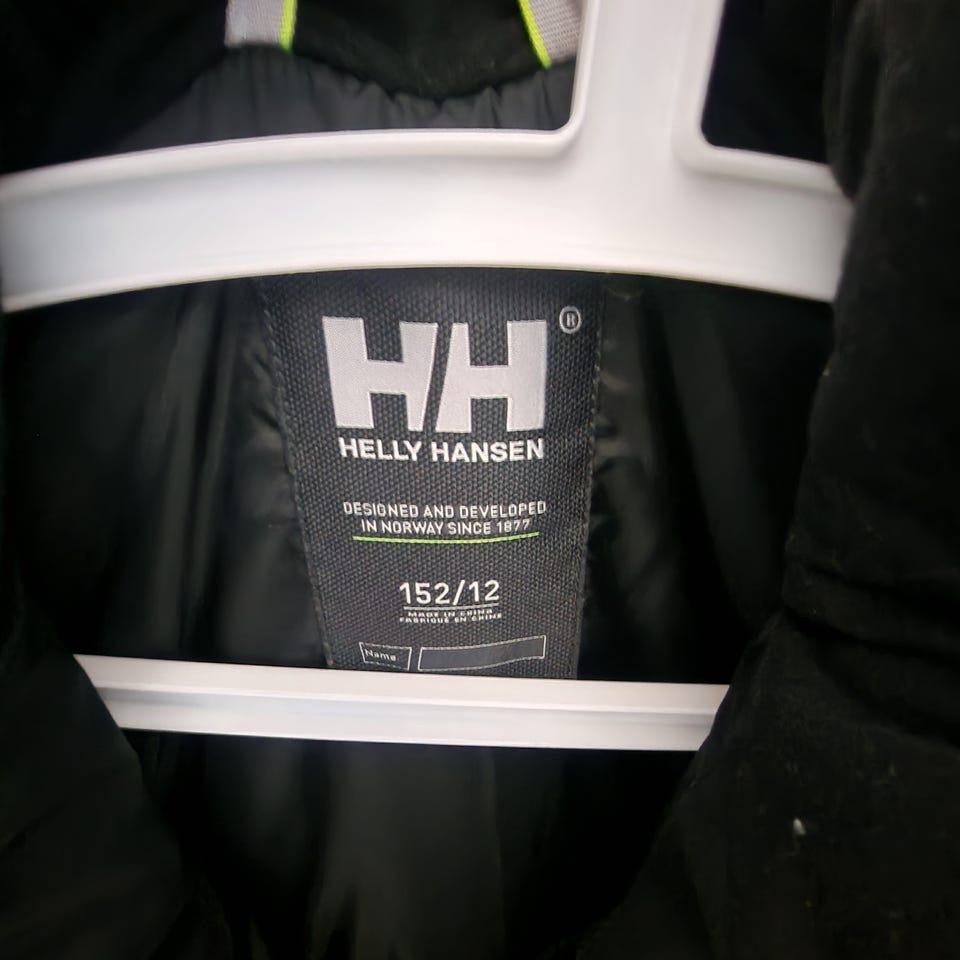 HH ®
HELLY HANSEN
DESIGNED AND DEVELOPED
IN NORWAY SINCE 1877
152/12
MADE IN CHINA
FABRIQUÉ EN CHINE
Name